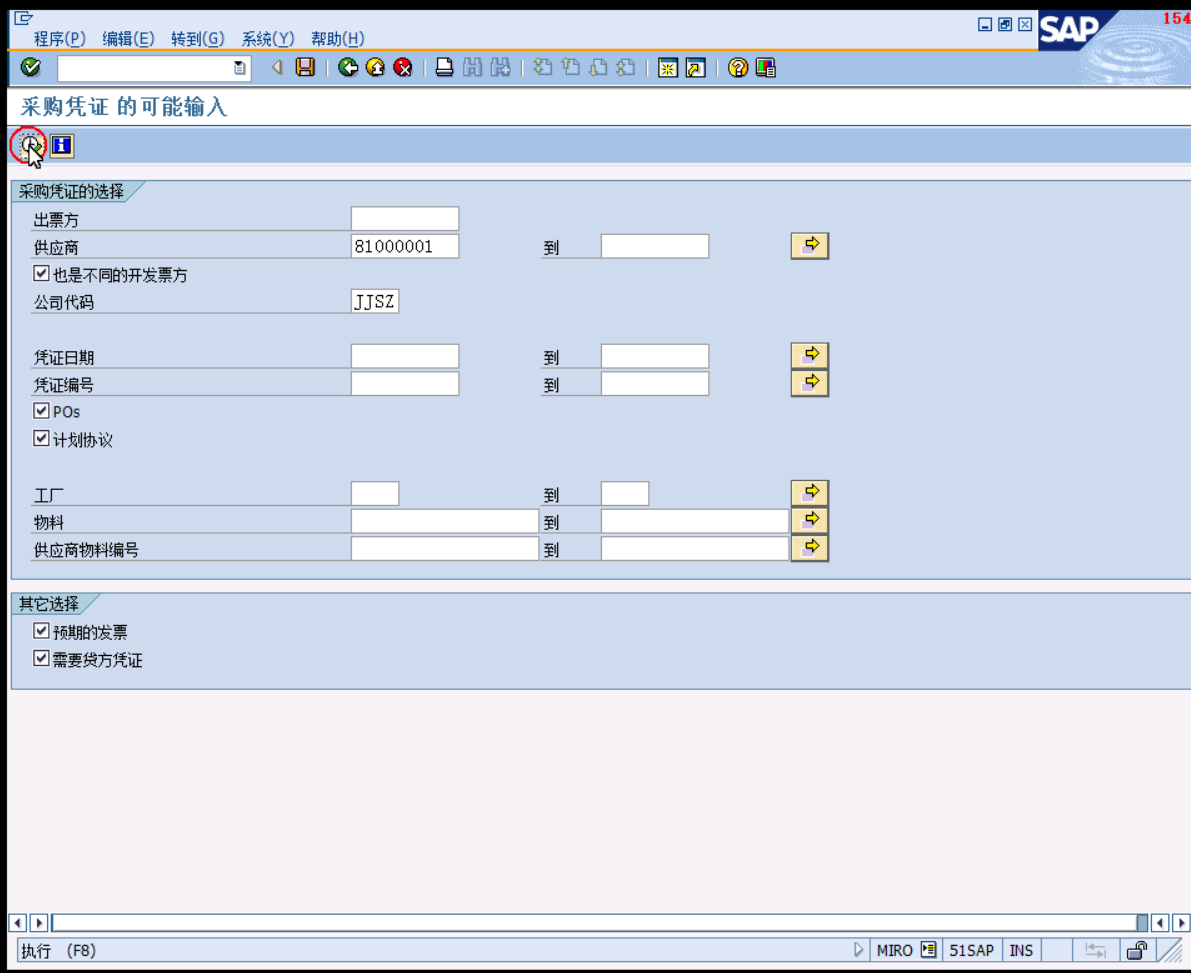 154
SAP
程序(P) 编辑(E) 转到(G) 系统(Y) 帮助(H)
采购凭证 的可能输入
采购凭证的选择
出票方
供应商 81000001 到
也是不同的开发票方
公司代码 JJSZ
凭证日期 到
凭证编号 到
POs
计划协议
工厂 到
物料 到
供应商物料编号 到
其它选择
预期的发票
需要贷方凭证
执行 (F8) MIRO 51SAP INS